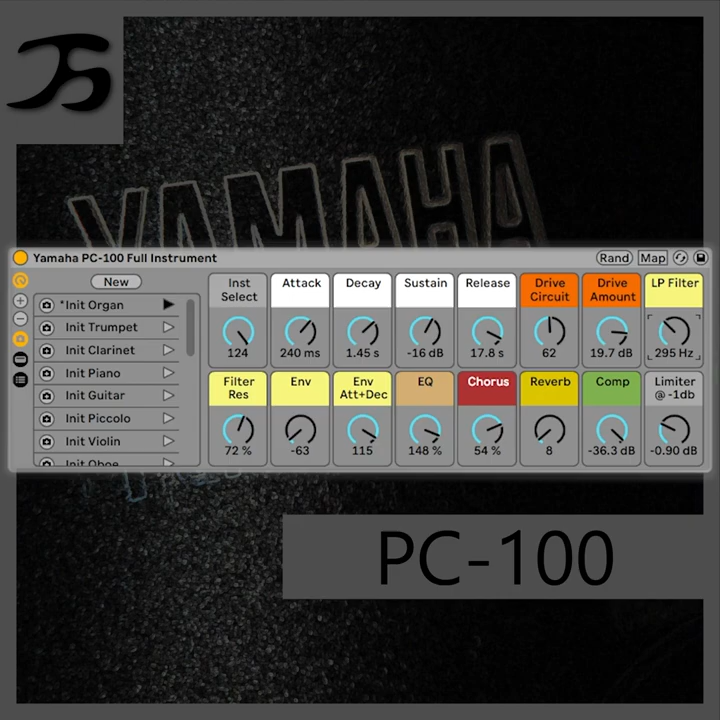 YAMAHA
Yamaha PC-100 Full Instrument
Rand
Map
New
*Init Organ
Init Trumpet
Init Clarinet
Init Piano
Init Guitar
Init Piccolo
Init Violin
Init Oboe
Inst
Select
124
Attack
240 ms
Decay
1.45 s
Sustain
-16 dB
Release
17.8 s
Drive
Circuit
62
Drive
Amount
19.7 dB
LP Filter
295 Hz
Filter
Res
72 %
Env
-63
Env
Att+Dec
115
EQ
148 %
Chorus
54 %
Reverb
8
Comp
-36.3 dB
Limiter
@ -1db
-0.90 dB
PC-100